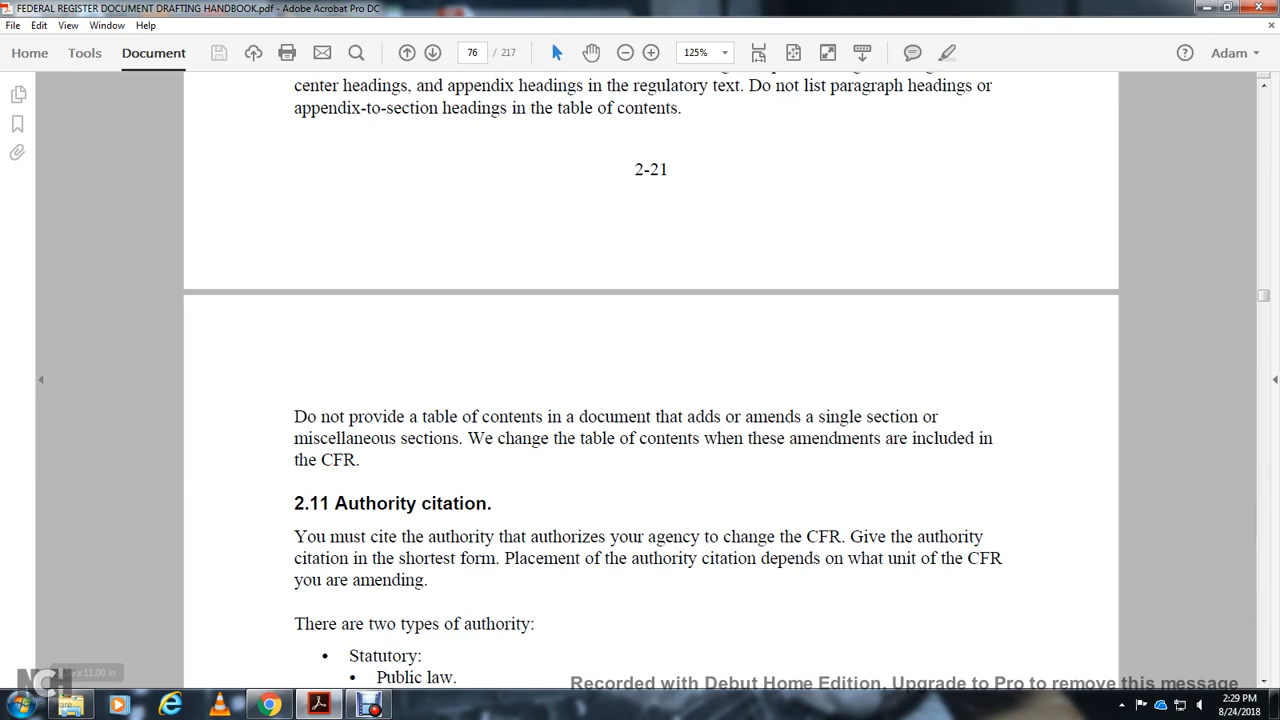 FEDERAL REGISTER DOCUMENT DRAFTING HANDBOOK.pdf - Adobe Acrobat Pro DC
File Edit View Window Help
Home Tools Document 76 / 217 125% Adam
center headings, and appendix headings in the regulatory text. Do not list paragraph headings or
appendix-to-section headings in the table of contents.
2-21
Do not provide a table of contents in a document that adds or amends a single section or
miscellaneous sections. We change the table of contents when these amendments are included in
the CFR.
2.11 Authority citation.
You must cite the authority that authorizes your agency to change the CFR. Give the authority
citation in the shortest form. Placement of the authority citation depends on what unit of the CFR
you are amending.
There are two types of authority:
• Statutory:
• Public law.
x 11.00 in
NCH
Recorded with Debut Home Edition. Upgrade to Pro to remove this message
2:29 PM
8/24/2018